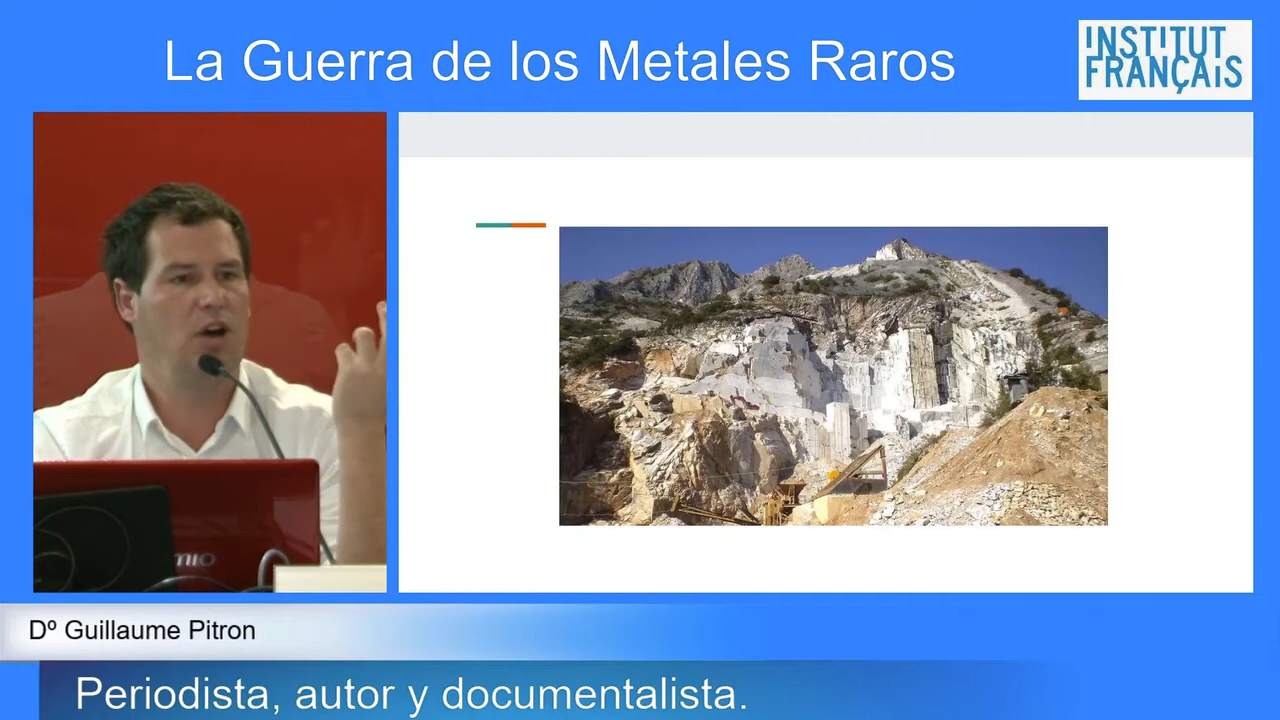 La Guerra de los Metales Raros
INSTITUT
FRANÇAIS
Dº Guillaume Pitron
Periodista, autor y documentalista.